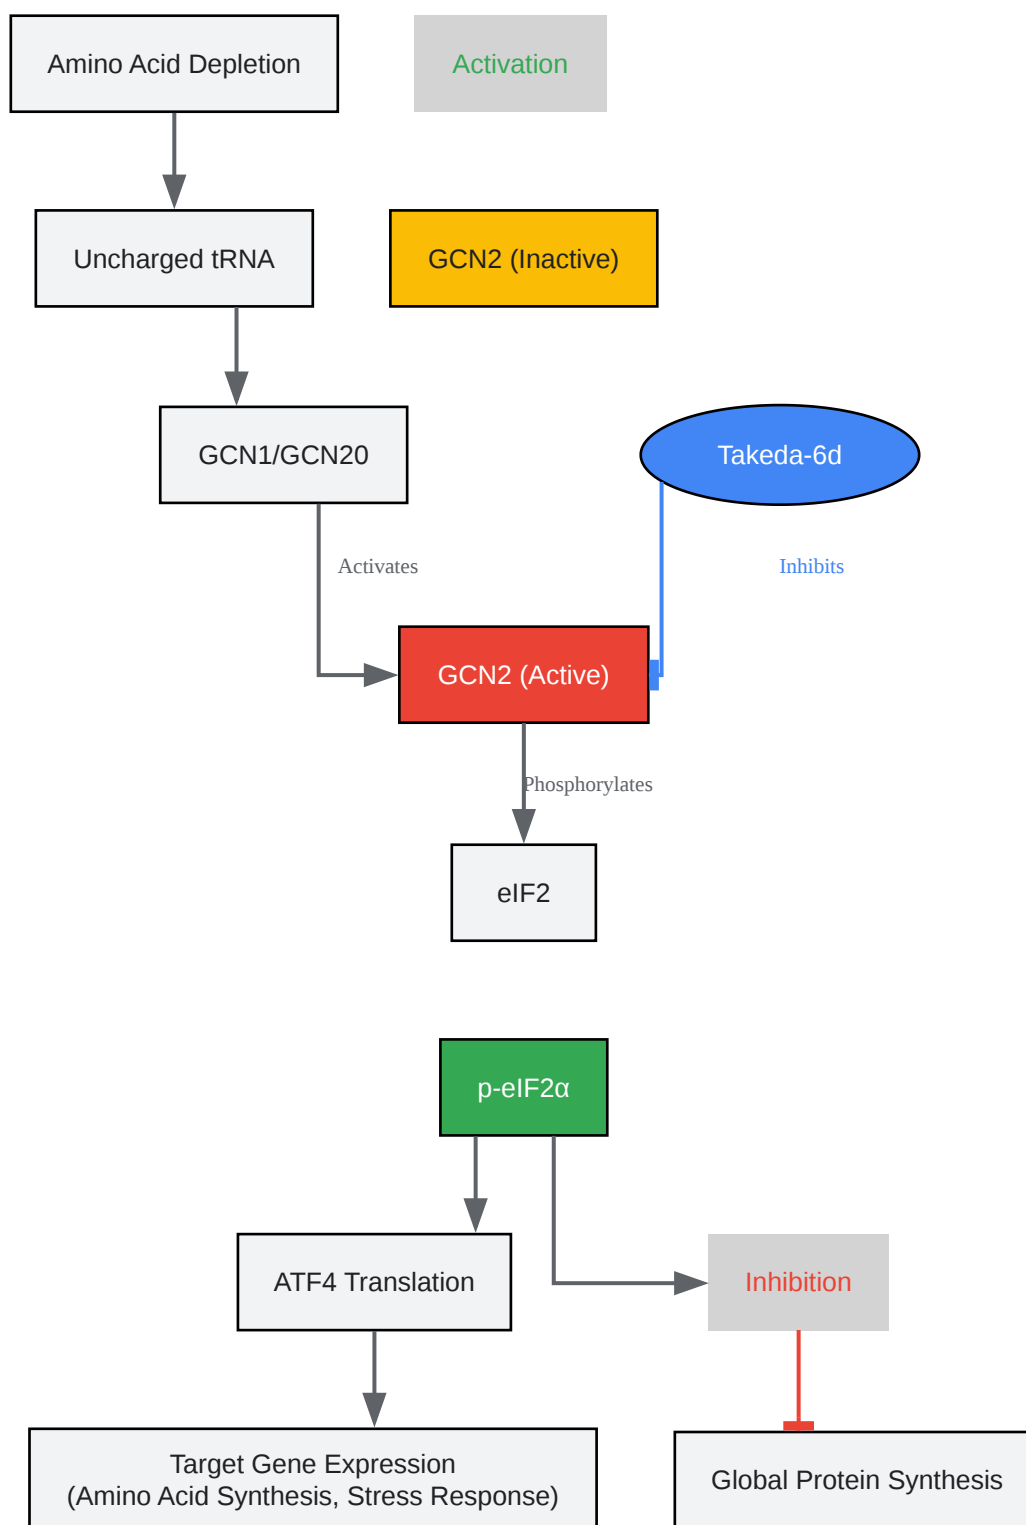 Amino Acid Depletion
Activation
Uncharged tRNA
GCN2 (Inactive)
GCN1/GCN20
Takeda-6d
Activates
Inhibits
GCN2 (Active)
Phosphorylates
eIF2
p-eIF2α
ATF4 Translation
Inhibition
Target Gene Expression
(Amino Acid Synthesis, Stress Response)
Global Protein Synthesis